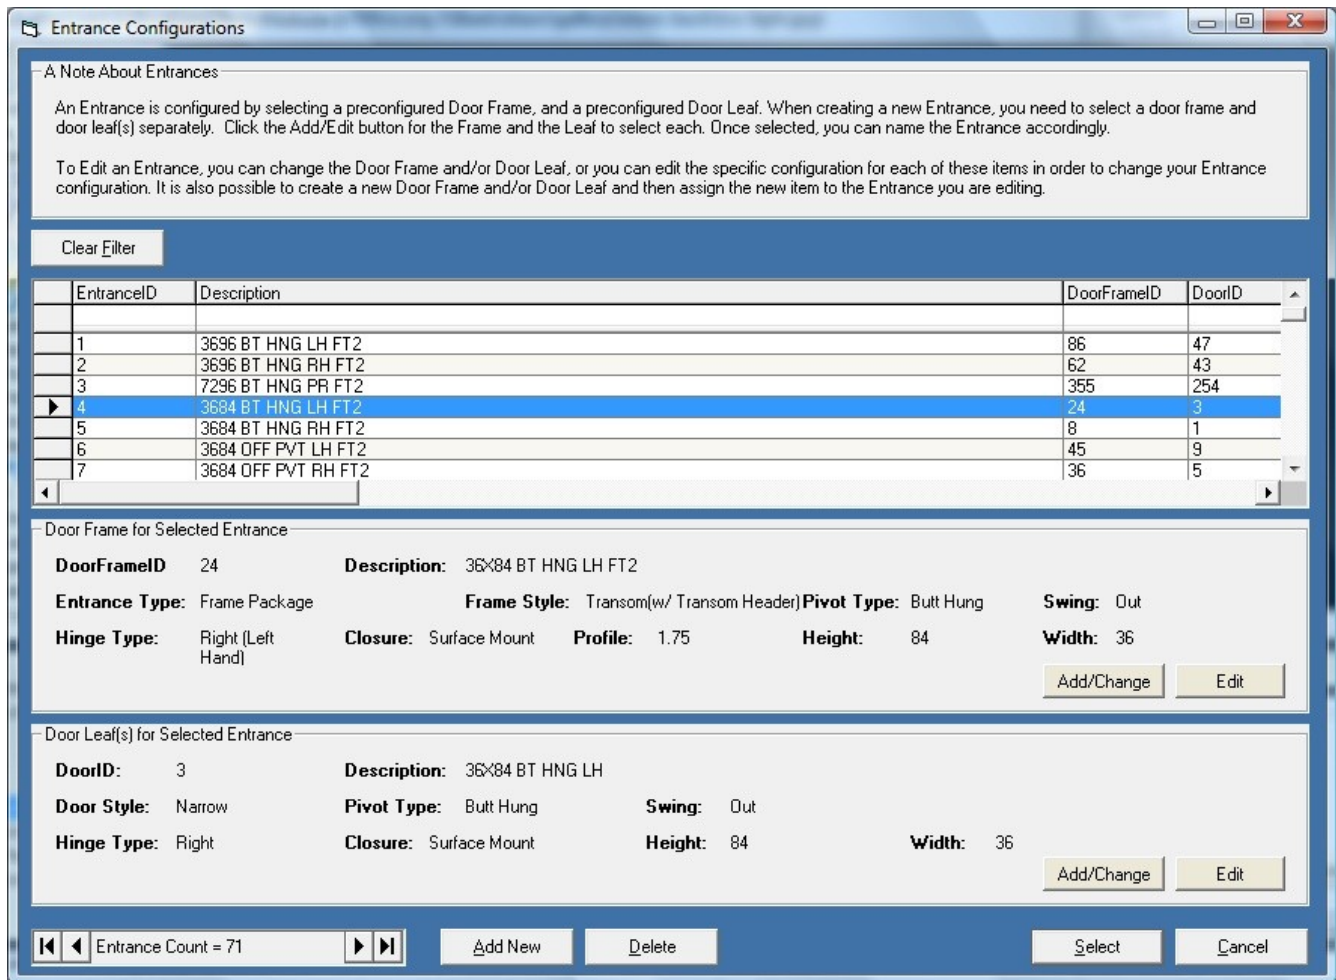 Entrance Configurations
A Note About Entrances
An Entrance is configured by selecting a preconfigured Door Frame, and a preconfigured Door Leaf. When creating a new Entrance, you need to select a door frame and
door leaf(s) separately. Click the Add/Edit button for the Frame and the Leaf to select each. Once selected, you can name the Entrance accordingly.
To Edit an Entrance, you can change the Door Frame and/or Door Leaf, or you can edit the specific configuration for each of these items in order to change your Entrance
configuration. It is also possible to create a new Door Frame and/or Door Leaf and then assign the new item to the Entrance you are editing.
Clear Filter
EntranceID Description DoorFrameID DoorID
1 3696 BT HNG LH FT2 86 47
2 3696 BT HNG RH FT2 62 43
3 7296 BT HNG PR FT2 355 254
4 3684 BT HNG LH FT2 24 3
5 3684 BT HNG RH FT2 8 1
6 3684 OFF PVT LH FT2 45 9
7 3684 OFF PVT RH FT2 36 5
Door Frame for Selected Entrance
DoorFrameID 24 Description: 36X84 BT HNG LH FT2
Entrance Type: Frame Package Frame Style: Transom(w/ Transom Header) Pivot Type: Butt Hung Swing: Out
Hinge Type: Right (Left Closure: Surface Mount Profile: 1.75 Height: 84 Width: 36
Hand)
Add/Change Edit
Door Leaf(s) for Selected Entrance
DoorID: 3 Description: 36X84 BT HNG LH
Door Style: Narrow Pivot Type: Butt Hung Swing: Out
Hinge Type: Right Closure: Surface Mount Height: 84 Width: 36
Add/Change Edit
Entrance Count = 71 Add New Delete Select Cancel